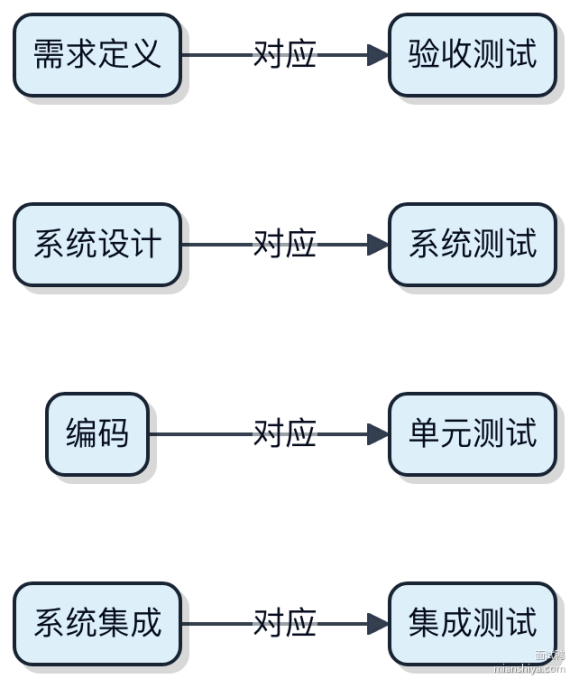 需求定义 对应 验收测试
系统设计 对应 系统测试
编码 对应 单元测试
系统集成 对应 集成测试
mianshiya.com